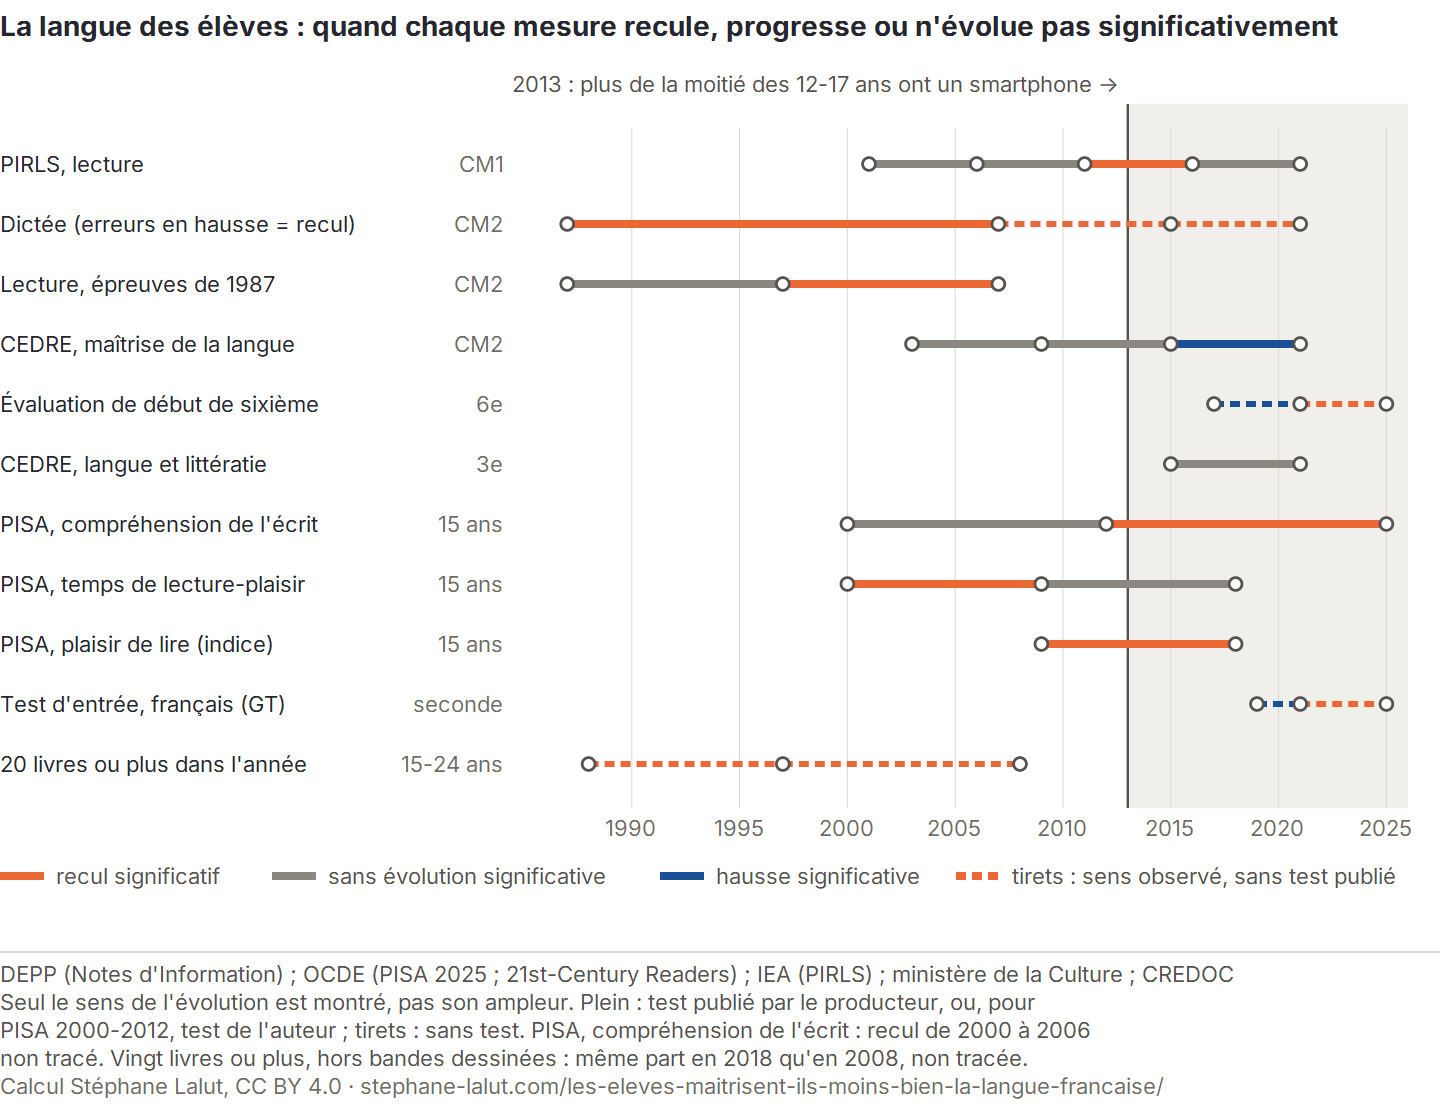 La langue des élèves : quand chaque mesure recule, progresse ou n'évolue pas significativement
2013 : plus de la moitié des 12-17 ans ont un smartphone →
PIRLS, lecture CM1
Dictée (erreurs en hausse = recul) CM2
Lecture, épreuves de 1987 CM2
CEDRE, maîtrise de la langue CM2
Évaluation de début de sixième 6e
CEDRE, langue et littératie 3e
PISA, compréhension de l'écrit 15 ans
PISA, temps de lecture-plaisir 15 ans
PISA, plaisir de lire (indice) 15 ans
Test d'entrée, français (GT) seconde
20 livres ou plus dans l'année 15-24 ans
1990 1995 2000 2005 2010 2015 2020 2025
recul significatif sans évolution significative hausse significative tirets : sens observé, sans test publié
DEPP (Notes d'Information) ; OCDE (PISA 2025 ; 21st-Century Readers) ; IEA (PIRLS) ; ministère de la Culture ; CREDOC
Seul le sens de l'évolution est montré, pas son ampleur. Plein : test publié par le producteur, ou, pour
PISA 2000-2012, test de l'auteur ; tirets : sans test. PISA, compréhension de l'écrit : recul de 2000 à 2006
non tracé. Vingt livres ou plus, hors bandes dessinées : même part en 2018 qu'en 2008, non tracée.
Calcul Stéphane Lalut, CC BY 4.0 · stephane-lalut.com/les-eleves-maitrisent-ils-moins-bien-la-langue-francaise/